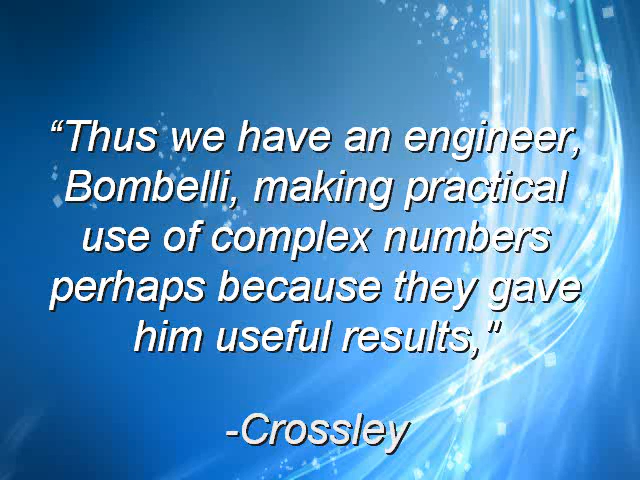 “Thus we have an engineer,
Bombelli, making practical
use of complex numbers
perhaps because they gave
him useful results,"
-Crossley